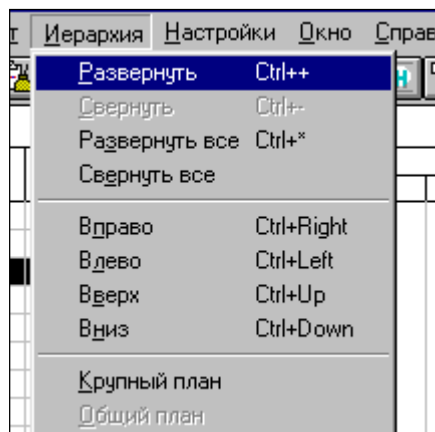 т Иерархия Настройки Окно Справ
Развернуть Ctrl++
Свернуть Ctrl+-
Развернуть все Ctrl+*
Свернуть все
Вправо Ctrl+Right
Влево Ctrl+Left
Вверх Ctrl+Up
Вниз Ctrl+Down
Крупный план
Общий план